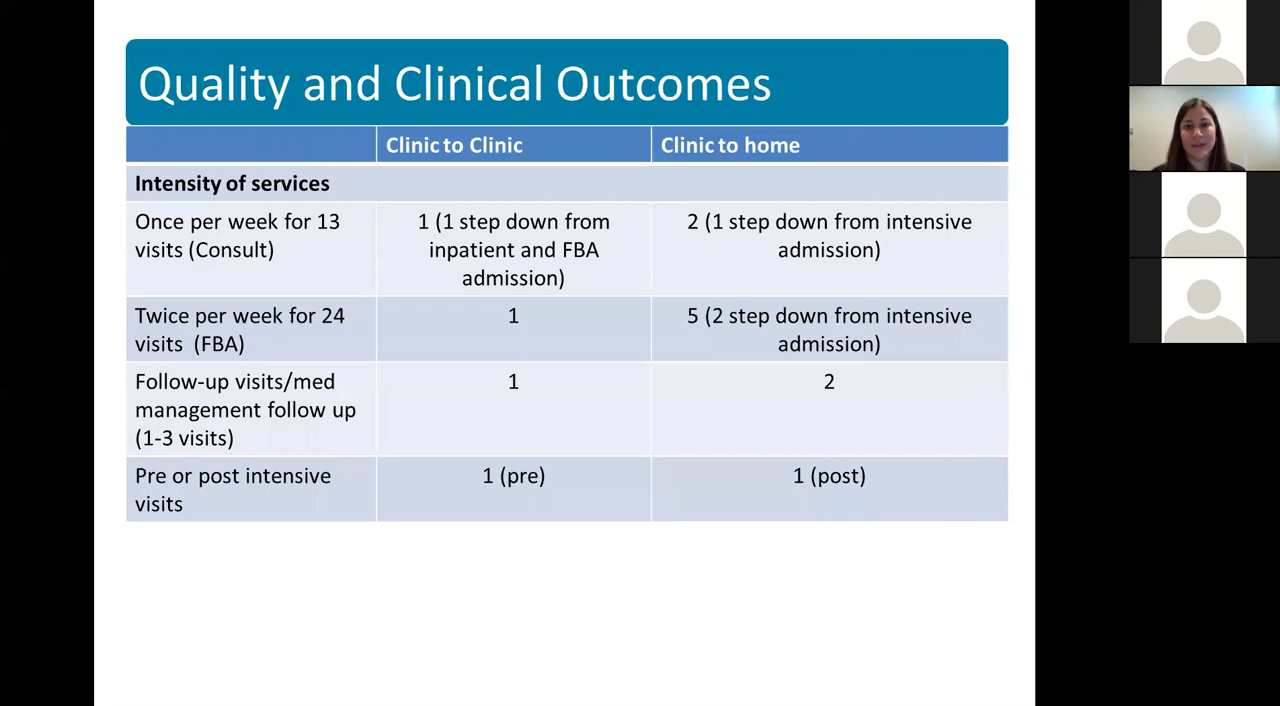 Quality and Clinical Outcomes
Clinic to Clinic
Clinic to home
Intensity of services
Once per week for 13
visits (Consult)
1 (1 step down from
inpatient and FBA
admission)
2 (1 step down from intensive
admission)
Twice per week for 24
visits (FBA)
1
5 (2 step down from intensive
admission)
Follow-up visits/med
management follow up
(1-3 visits)
1
2
Pre or post intensive
visits
1 (pre)
1 (post)